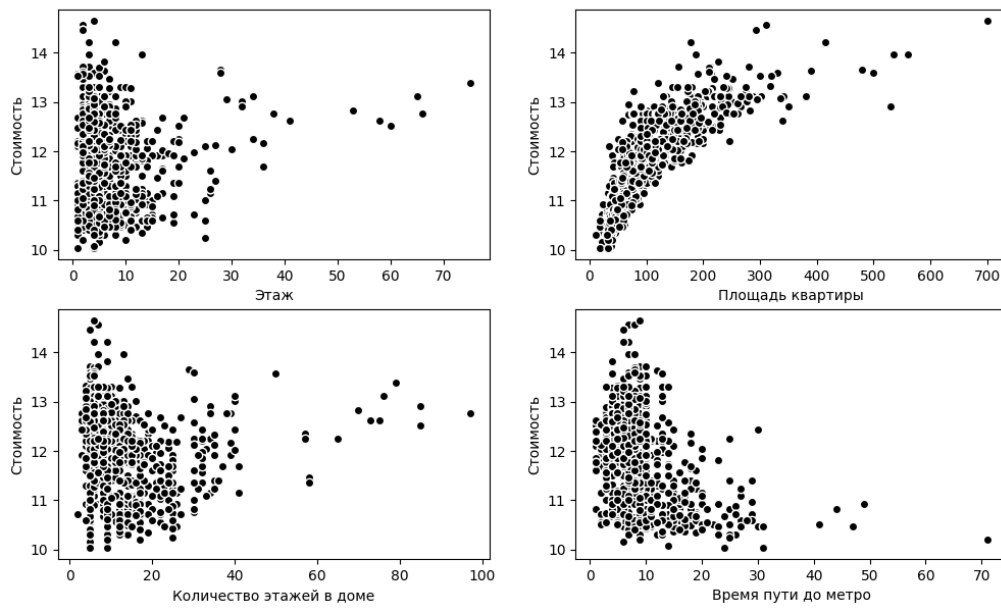 14
13
12
11
10
Стоимость
0 10 20 30 40 50 60 70
Этаж
14
13
12
11
10
Стоимость
0 100 200 300 400 500 600 700
Площадь квартиры
14
13
12
11
10
Стоимость
0 20 40 60 80 100
Количество этажей в доме
14
13
12
11
10
Стоимость
0 10 20 30 40 50 60 70
Время пути до метро